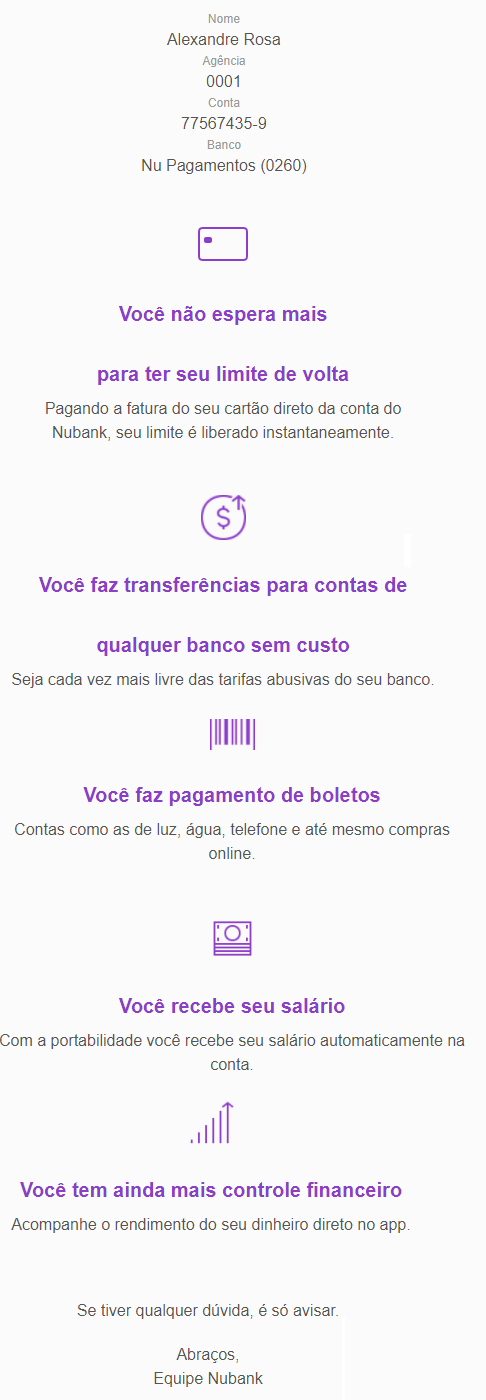 Nome
Alexandre Rosa
Agência
0001
Conta
77567435-9
Banco
Nu Pagamentos (0260)
Você não espera mais
para ter seu limite de volta
Pagando a fatura do seu cartão direto da conta do
Nubank, seu limite é liberado instantaneamente.
Você faz transferências para contas de
qualquer banco sem custo
Seja cada vez mais livre das tarifas abusivas do seu banco.
Você faz pagamento de boletos
Contas como as de luz, água, telefone e até mesmo compras
online.
Você recebe seu salário
Com a portabilidade você recebe seu salário automaticamente na
conta.
Você tem ainda mais controle financeiro
Acompanhe o rendimento do seu dinheiro direto no app.
Se tiver qualquer dúvida, é só avisar.
Abraços,
Equipe Nubank